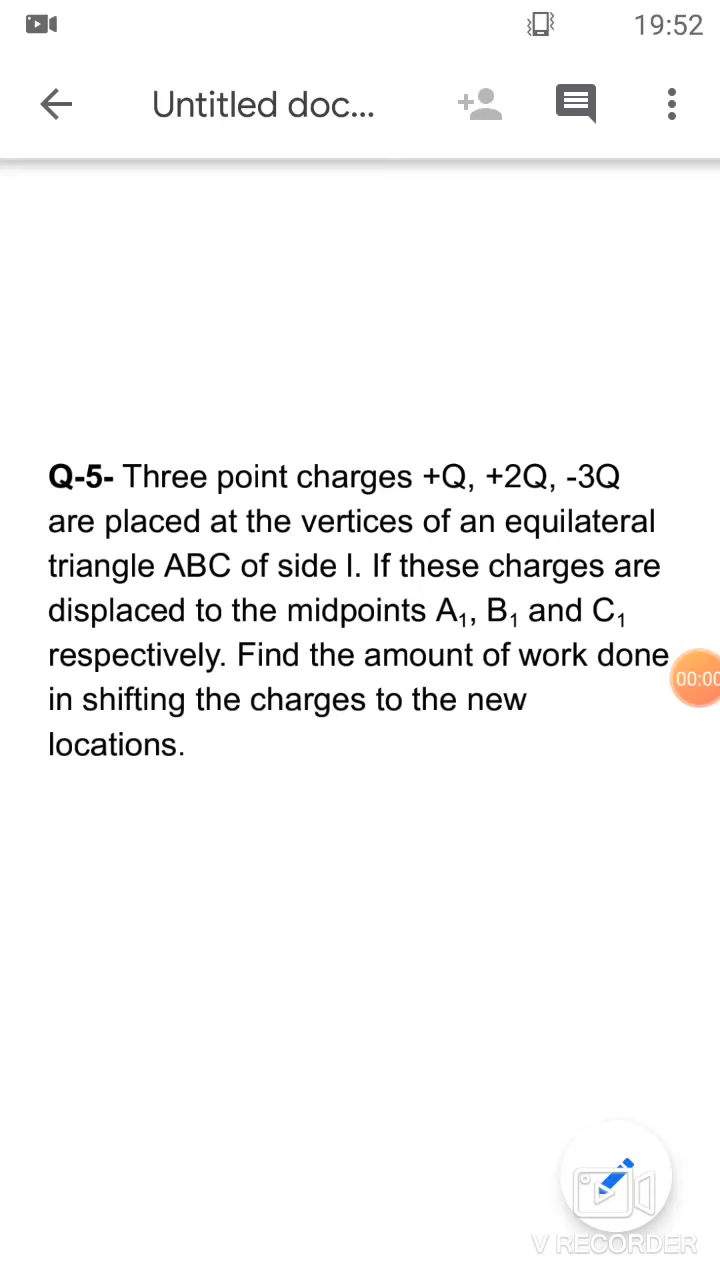 19:52
Untitled doc...
Q-5- Three point charges +Q, +2Q, -3Q
are placed at the vertices of an equilateral
triangle ABC of side l. If these charges are
displaced to the midpoints A₁, B₁ and C₁
respectively. Find the amount of work done
in shifting the charges to the new
locations.
00:00
V RECORDER